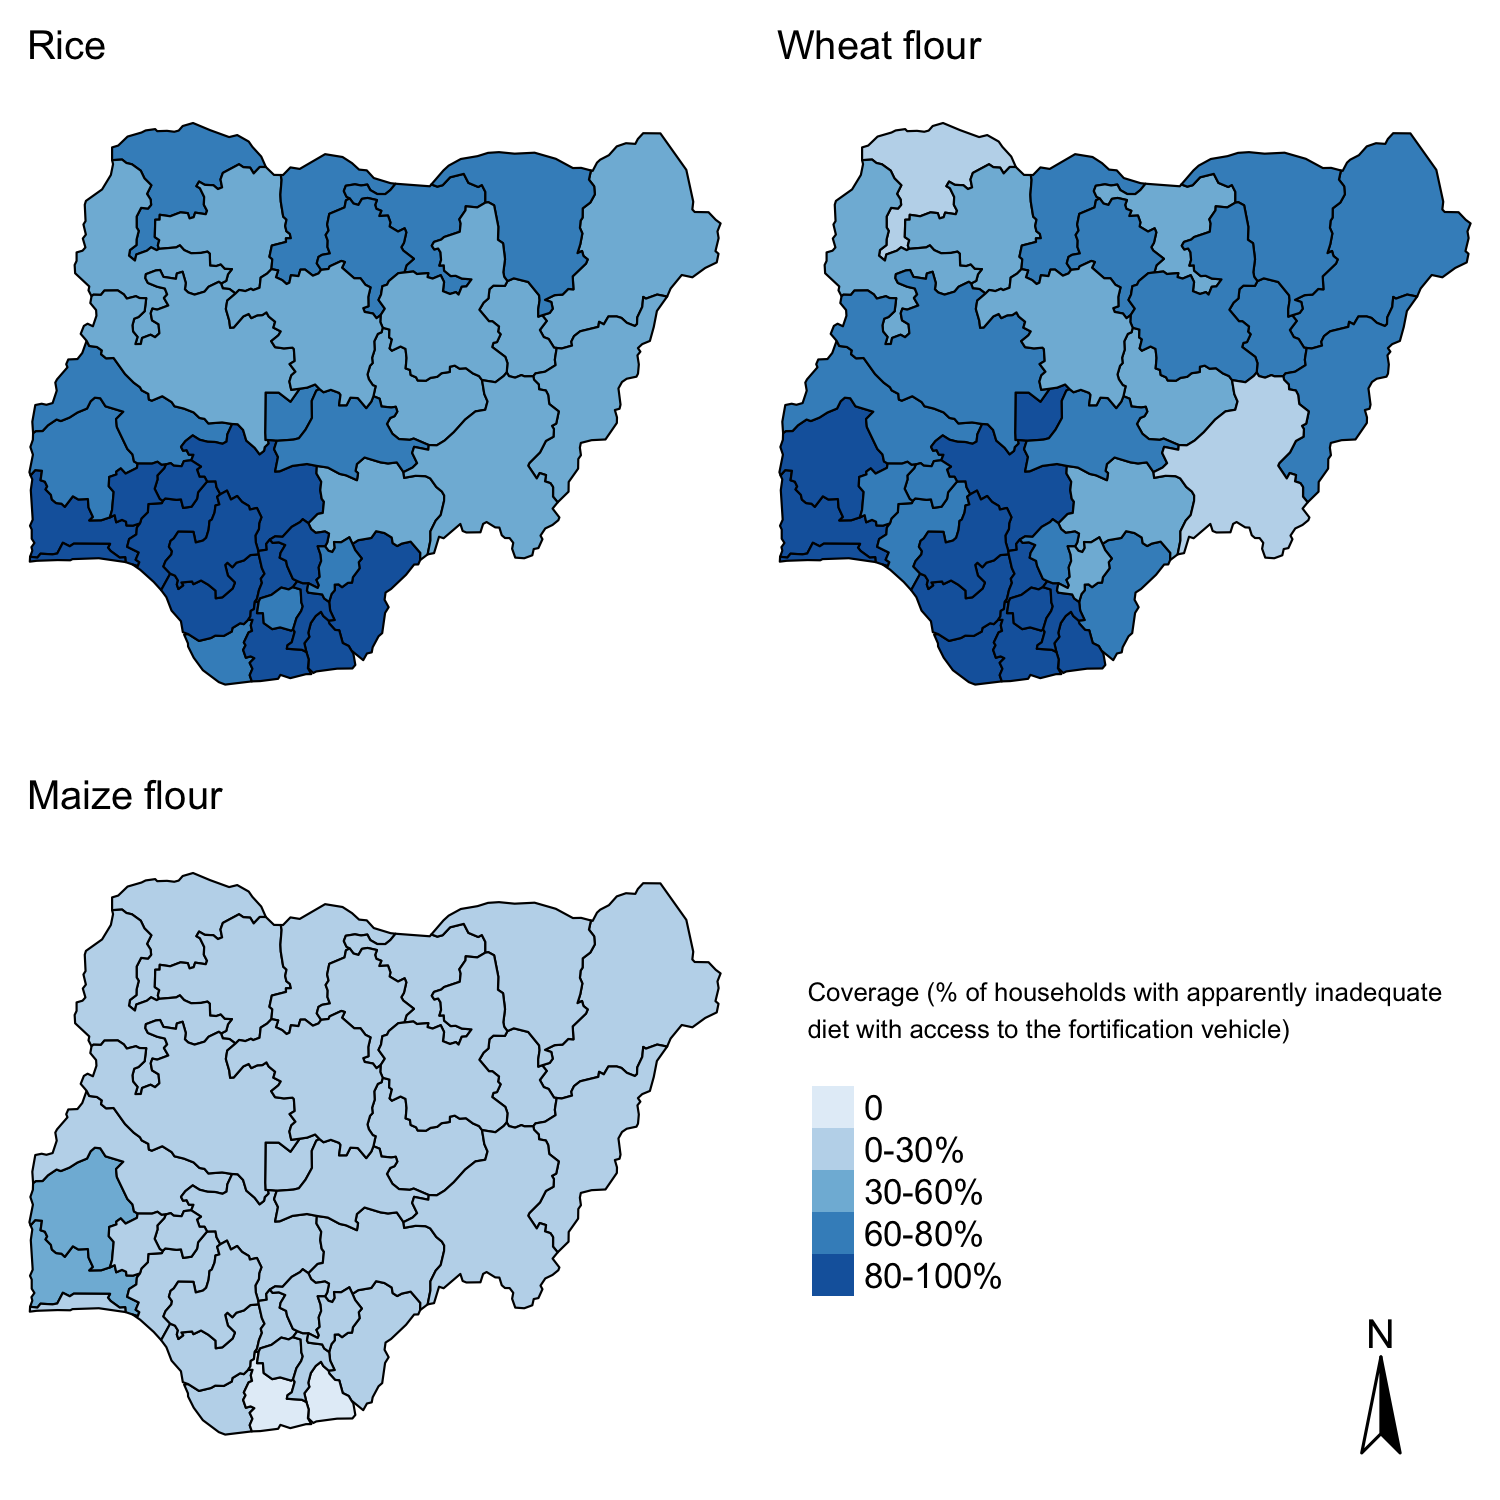 Rice
Wheat flour
Maize flour
Coverage (% of households with apparently inadequate
diet with access to the fortification vehicle)
0
0-30%
30-60%
60-80%
80-100%
N